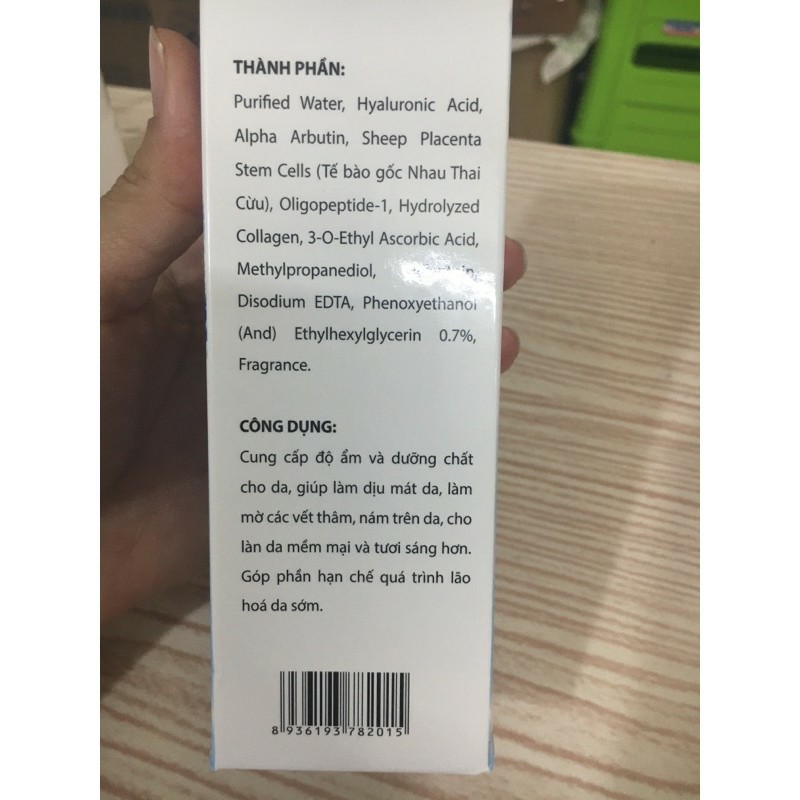 THÀNH PHẦN:
Purified Water, Hyaluronic Acid,
Alpha Arbutin, Sheep Placenta
Stem Cells (Tế bào gốc Nhau Thai
Cừu), Oligopeptide-1, Hydrolyzed
Collagen, 3-O-Ethyl Ascorbic Acid,
Methylpropanediol,
Disodium EDTA, Phenoxyethanol
(And) Ethylhexylglycerin 0.7%,
Fragrance.
CÔNG DỤNG:
Cung cấp độ ẩm và dưỡng chất
cho da, giúp làm dịu mát da, làm
mờ các vết thâm, nám trên da, cho
làn da mềm mại và tươi sáng hơn.
Góp phần hạn chế quá trình lão
hoá da sớm.
8 936193 782015